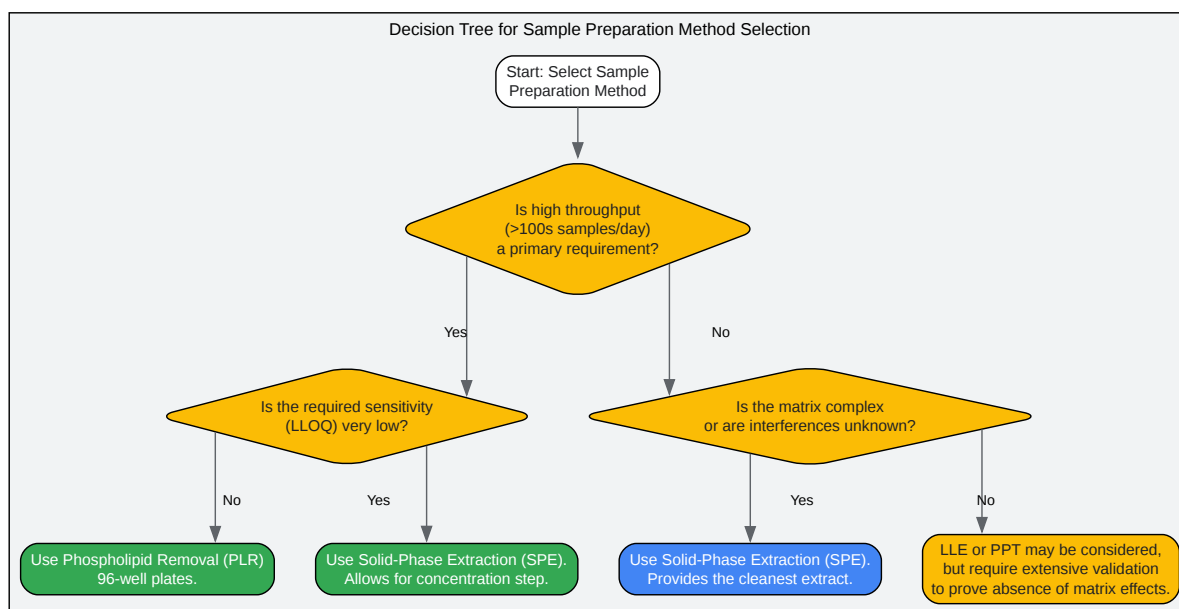 Decision Tree for Sample Preparation Method Selection
Start: Select Sample
Preparation Method
Is high throughput
(>100s samples/day)
a primary requirement?
Yes
No
Is the required sensitivity
(LLOQ) very low?
Is the matrix complex
or are interferences unknown?
No
Yes
Yes
No
Use Phospholipid Removal (PLR)
96-well plates.
Use Solid-Phase Extraction (SPE).
Allows for concentration step.
Use Solid-Phase Extraction (SPE).
Provides the cleanest extract.
LLE or PPT may be considered,
but require extensive validation
to prove absence of matrix effects.